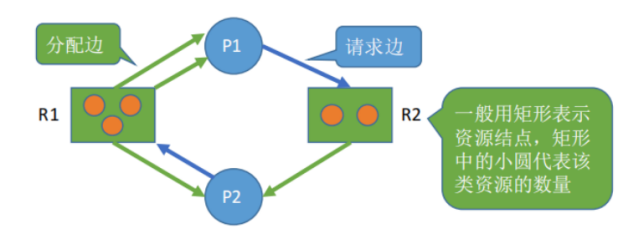 分配边
P1
请求边
R1
R2
一般用矩形表示
资源结点，矩形
中的小圆代表该
类资源的数量
P2